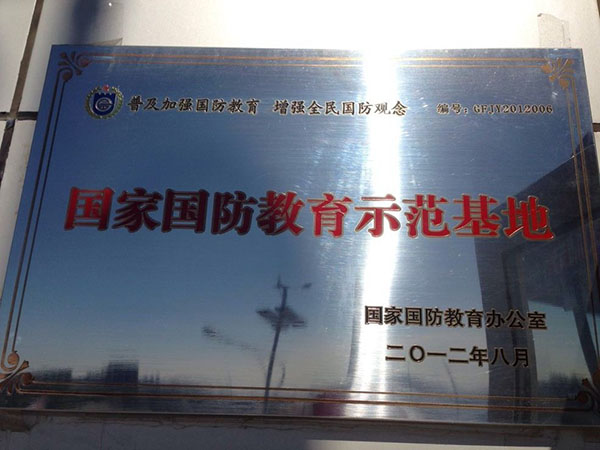 普及加强国防教育 增强全民国防观念 编号：GFJY2012006
国家国防教育示范基地
国家国防教育办公室
二〇一二年八月